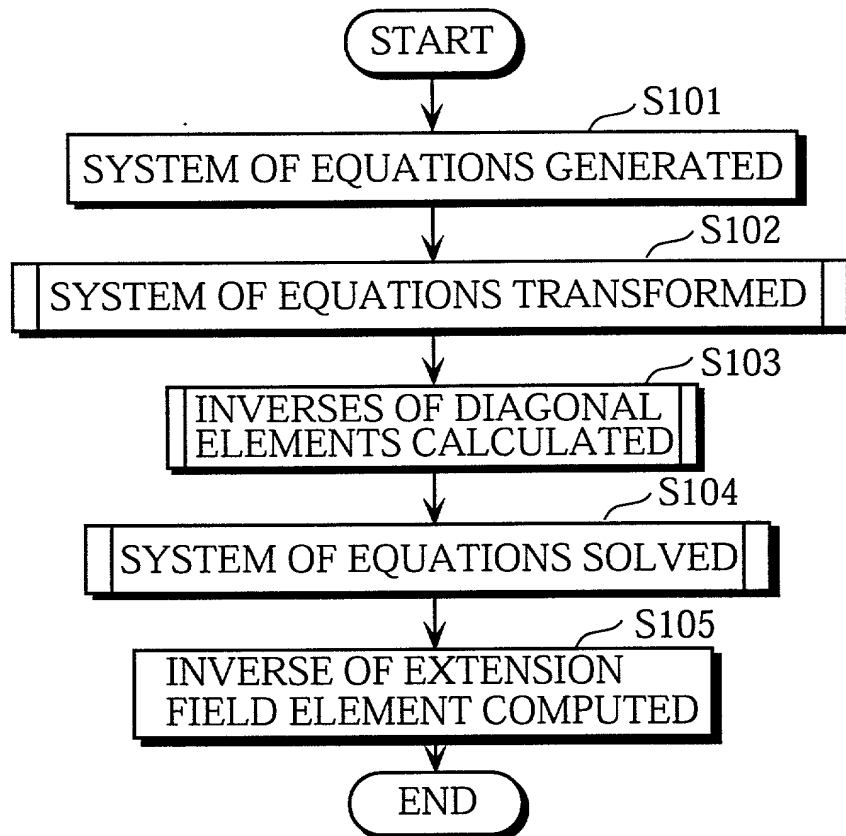 START
S101
SYSTEM OF EQUATIONS GENERATED
S102
SYSTEM OF EQUATIONS TRANSFORMED
S103
INVERSES OF DIAGONAL
ELEMENTS CALCULATED
S104
SYSTEM OF EQUATIONS SOLVED
S105
INVERSE OF EXTENSION
FIELD ELEMENT COMPUTED
END